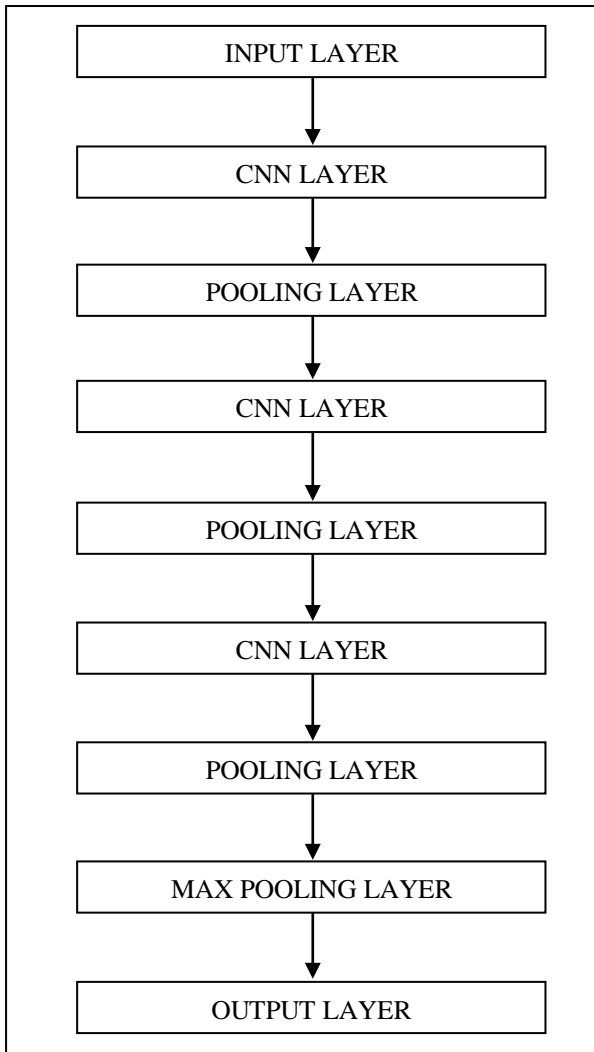 INPUT LAYER
CNN LAYER
POOLING LAYER
CNN LAYER
POOLING LAYER
CNN LAYER
POOLING LAYER
MAX POOLING LAYER
OUTPUT LAYER